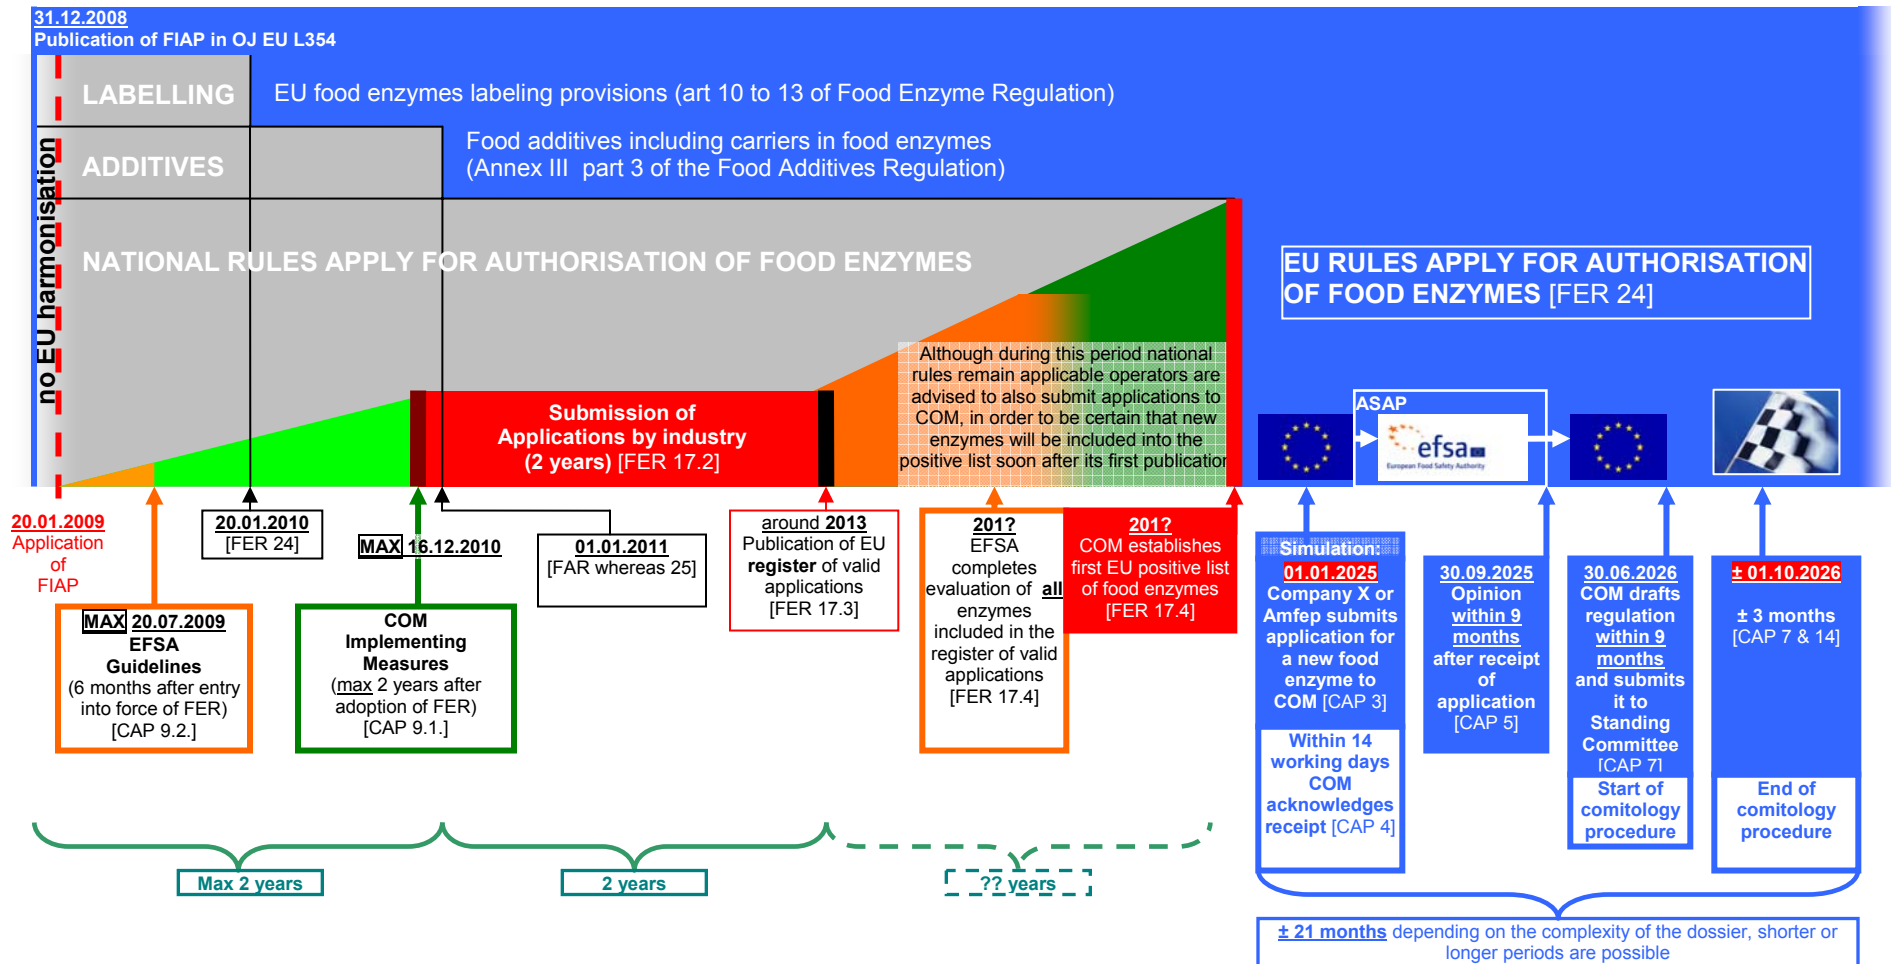 31.12.2008
Publication of FIAP in OJ EU L354
no EU harmonisation
LABELLING
EU food enzymes labeling provisions (art 10 to 13 of Food Enzyme Regulation)
ADDITIVES
Food additives including carriers in food enzymes
(Annex III part 3 of the Food Additives Regulation)
NATIONAL RULES APPLY FOR AUTHORISATION OF FOOD ENZYMES
EU RULES APPLY FOR AUTHORISATION
OF FOOD ENZYMES [FER 24]
Submission of
Applications by industry
(2 years) [FER 17.2]
Although during this period national
rules remain applicable operators are
advised to also submit applications to
COM, in order to be certain that new
enzymes will be included into the
positive list soon after its first publication
ASAP
efsa
European Food Safety Authority
20.01.2009
Application
of
FIAP
MAX 20.07.2009
EFSA
Guidelines
(6 months after entry
into force of FER)
[CAP 9.2.]
20.01.2010
[FER 24]
MAX 16.12.2010
COM
Implementing
Measures
(max 2 years after
adoption of FER)
[CAP 9.1.]
01.01.2011
[FAR whereas 25]
around 2013
Publication of EU
register of valid
applications
[FER 17.3]
201?
EFSA
completes
evaluation of all
enzymes
included in the
register of valid
applications
[FER 17.4]
201?
COM establishes
first EU positive list
of food enzymes
[FER 17.4]
Simulation:
01.01.2025
Company X or
Amfep submits
application for
a new food
enzyme to
COM [CAP 3]
Within 14
working days
COM
acknowledges
receipt [CAP 4]
30.09.2025
Opinion
within 9
months
after receipt
of
application
[CAP 5]
30.06.2026
COM drafts
regulation
within 9
months
and submits
it to
Standing
Committee
[CAP 7]
Start of
comitology
procedure
± 01.10.2026
± 3 months
[CAP 7 & 14]
End of
comitology
procedure
Max 2 years
2 years
?? years
± 21 months depending on the complexity of the dossier, shorter or
longer periods are possible